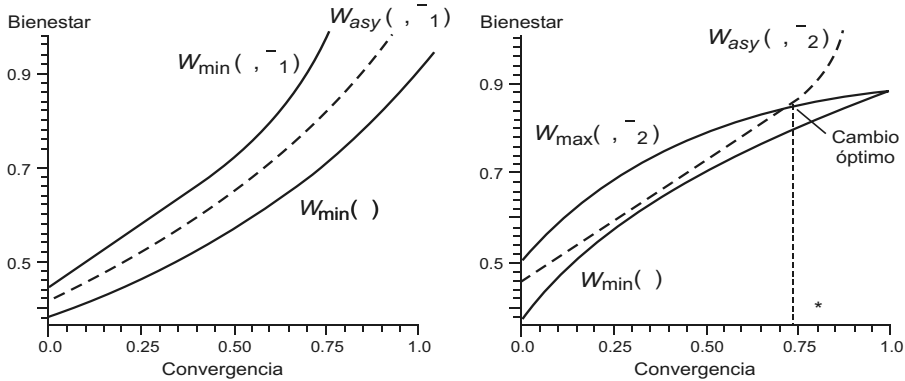 Bienestar
W_asy( , ¯1)
W_min( , ¯1)
0.9
0.7
W_min( )
0.5
0.0 0.25 0.50 0.75 1.0
Convergencia
Bienestar
W_asy( , ¯2)
0.9
W_max( , ¯2)
Cambio
óptimo
0.7
0.5
W_min( )
*
0.0 0.25 0.50 0.75 1.0
Convergencia